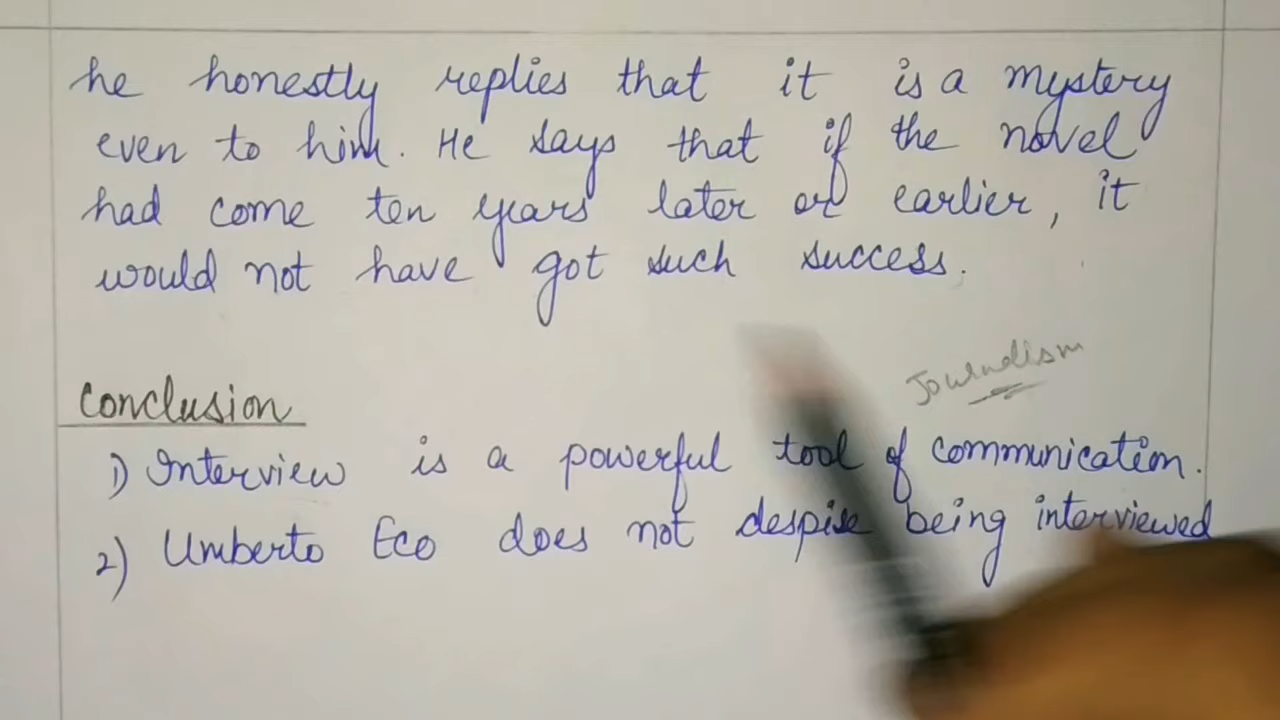 he honestly replies that it is a mystery
even to him. He says that if the novel
had come ten years later or earlier, it
would not have got such success.
Journalism
Conclusion
1) Interview is a powerful tool of communication.
2) Umberto Eco does not despise being interviewed